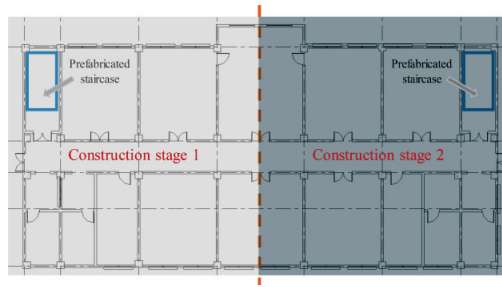 Prefabricated
staircase
Prefabricated
staircase
Construction stage 1
Construction stage 2